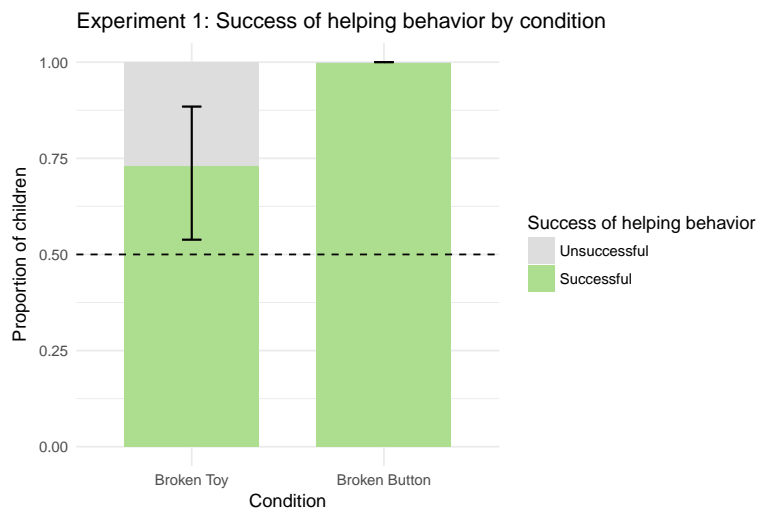 Experiment 1: Success of helping behavior by condition
1.00
0.75
0.50
0.25
0.00
Proportion of children
Broken Toy
Broken Button
Condition
Success of helping behavior
Unsuccessful
Successful